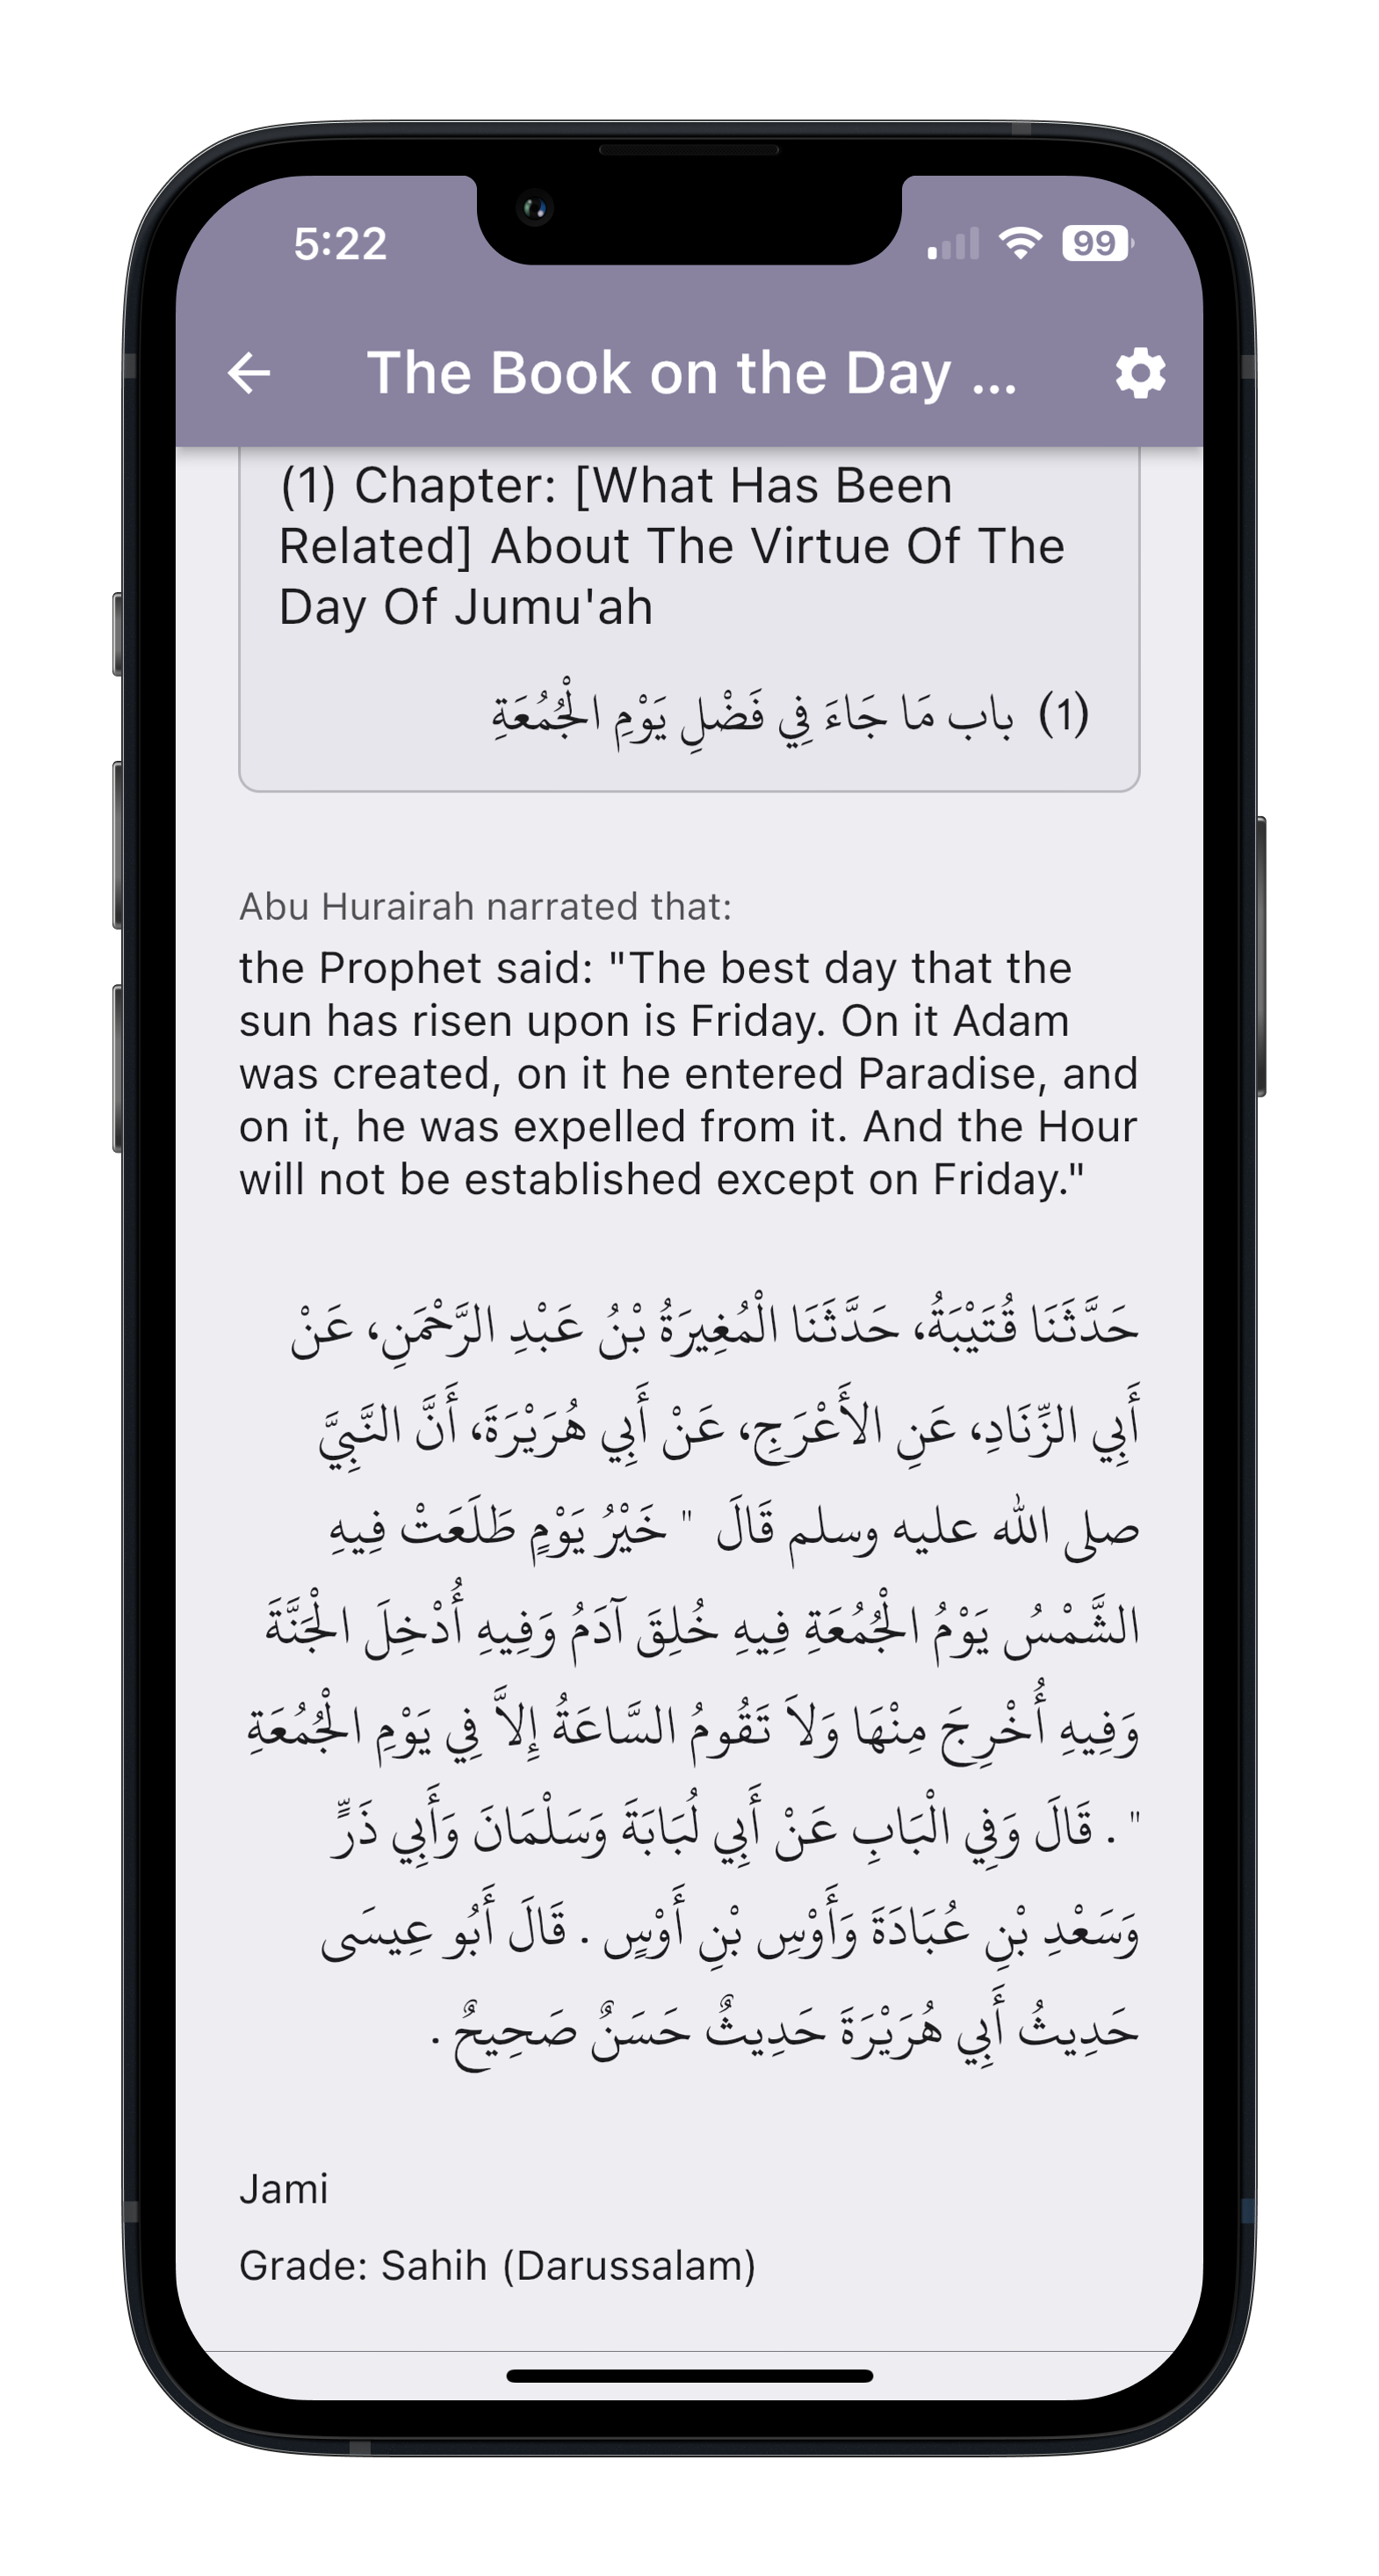 5:22
99
The Book on the Day ...
(1) Chapter: [What Has Been
Related] About The Virtue Of The
Day Of Jumu'ah
(1) باب مَا جَاءَ فِي فَضْلِ يَوْمِ الْجُمُعَةِ
Abu Hurairah narrated that:
the Prophet said: "The best day that the
sun has risen upon is Friday. On it Adam
was created, on it he entered Paradise, and
on it, he was expelled from it. And the Hour
will not be established except on Friday."
حَدَّثَنَا قُتَيْبَةُ، حَدَّثَنَا الْمُغِيرَةُ بْنُ عَبْدِ الرَّحْمَنِ، عَنْ
أَبِي الزِّنَادِ، عَنِ الأَعْرَجِ، عَنْ أَبِي هُرَيْرَةَ، أَنَّ النَّبِيَّ
صلى الله عليه وسلم قَالَ " خَيْرُ يَوْمٍ طَلَعَتْ فِيهِ
الشَّمْسُ يَوْمُ الْجُمُعَةِ فِيهِ خُلِقَ آدَمُ وَفِيهِ أُدْخِلَ الْجَنَّةَ
وَفِيهِ أُخْرِجَ مِنْهَا وَلاَ تَقُومُ السَّاعَةُ إِلاَّ فِي يَوْمِ الْجُمُعَةِ
" . قَالَ وَفِي الْبَابِ عَنْ أَبِي لُبَابَةَ وَسَلْمَانَ وَأَبِي ذَرٍّ
وَسَعْدِ بْنِ عُبَادَةَ وَأَوْسِ بْنِ أَوْسٍ . قَالَ أَبُو عِيسَى
حَدِيثُ أَبِي هُرَيْرَةَ حَدِيثٌ حَسَنٌ صَحِيحٌ .
Jami
Grade: Sahih (Darussalam)